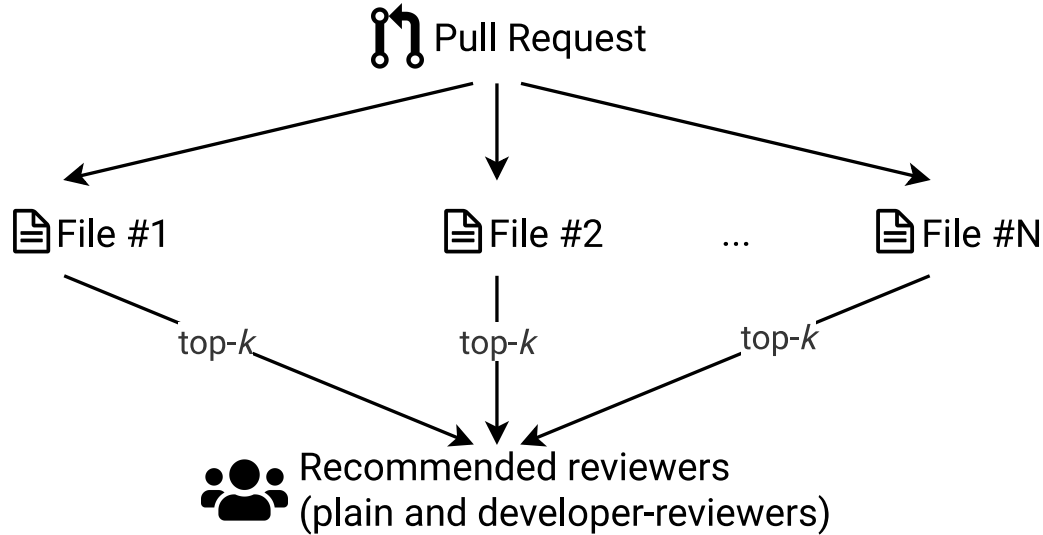 Pull Request
File #1
File #2
...
File #N
top-k
top-k
top-k
Recommended reviewers
(plain and developer-reviewers)